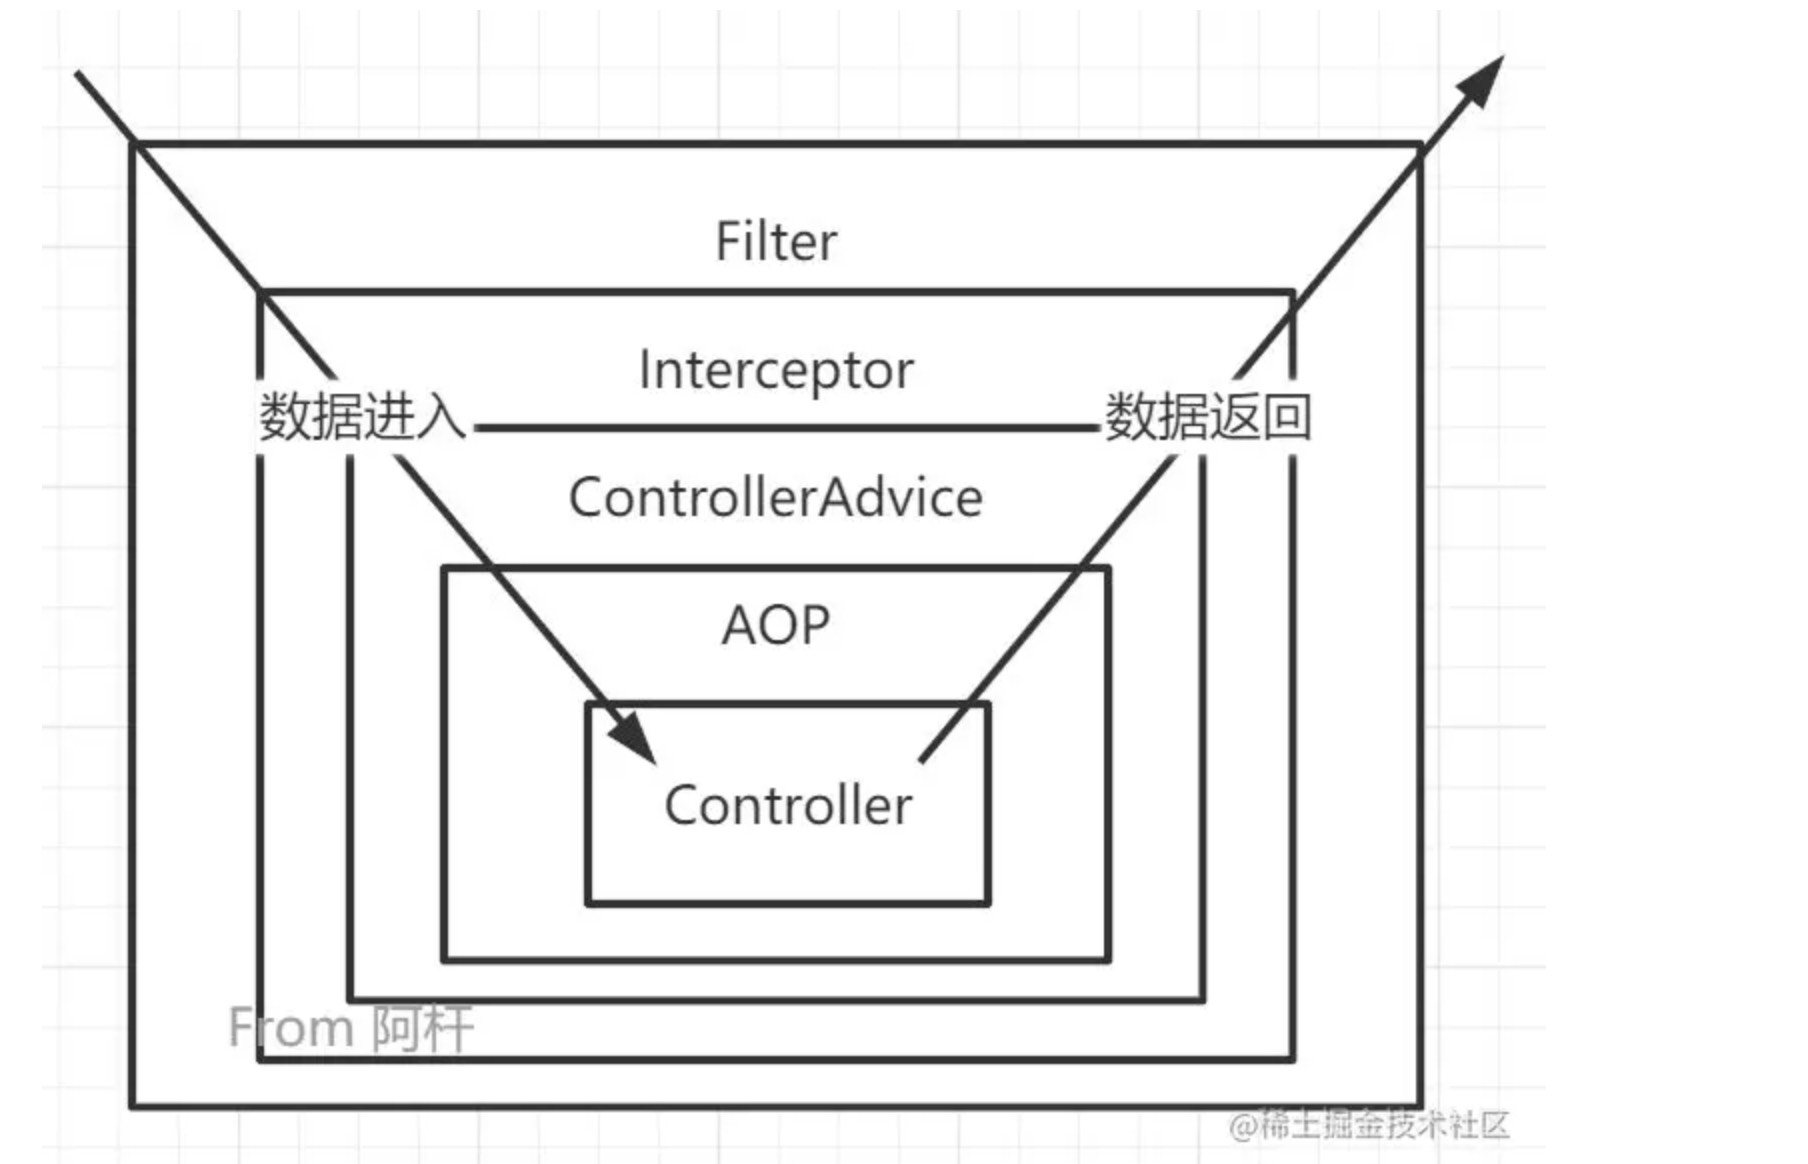 Filter
Interceptor
数据进入
数据返回
ControllerAdvice
AOP
Controller
From 阿杆
@稀土掘金技术社区